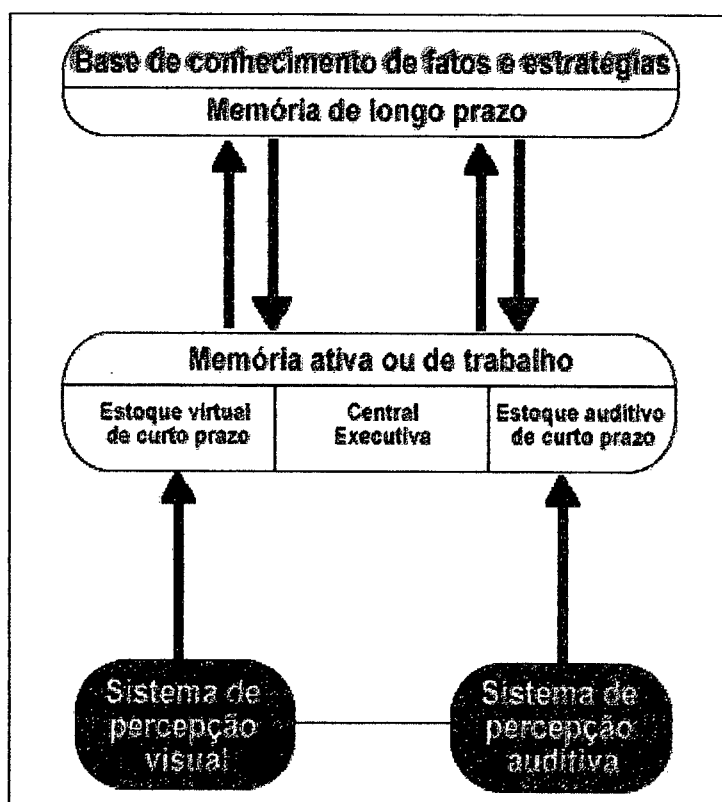 Base de conhecimento de fatos e estratégias
Memória de longo prazo
Memória ativa ou de trabalho
Estoque virtual
de curto prazo
Central
Executiva
Estoque auditivo
de curto prazo
Sistema de
percepção
visual
Sistema de
percepção
auditiva